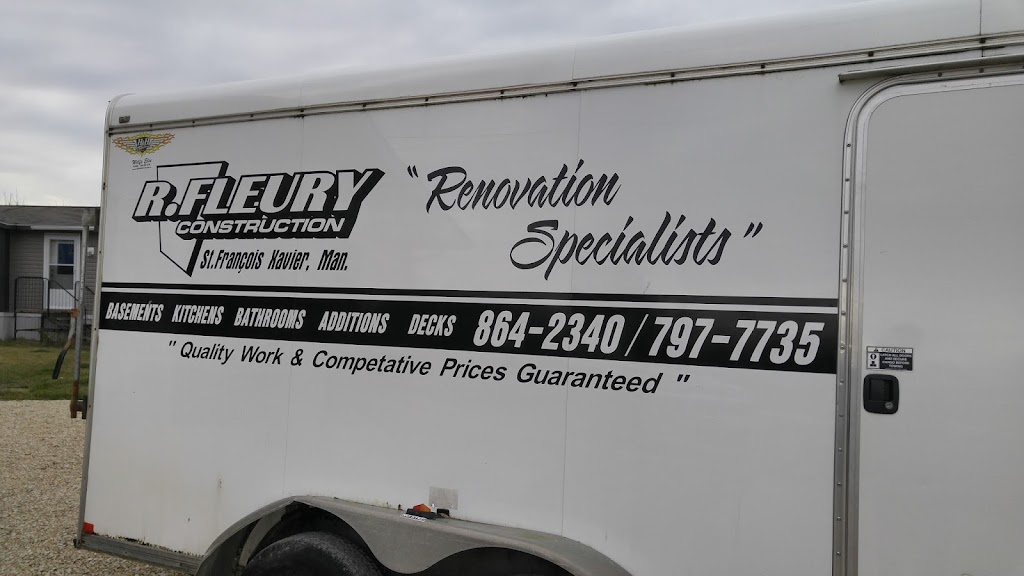 R.FLEURY
CONSTRUCTION
St.François Xavier, Man.
"Renovation
Specialists"
BASEMENTS KITCHENS BATHROOMS ADDITIONS DECKS 864-2340/797-7735
"Quality Work & Competative Prices Guaranteed"
CAUTION